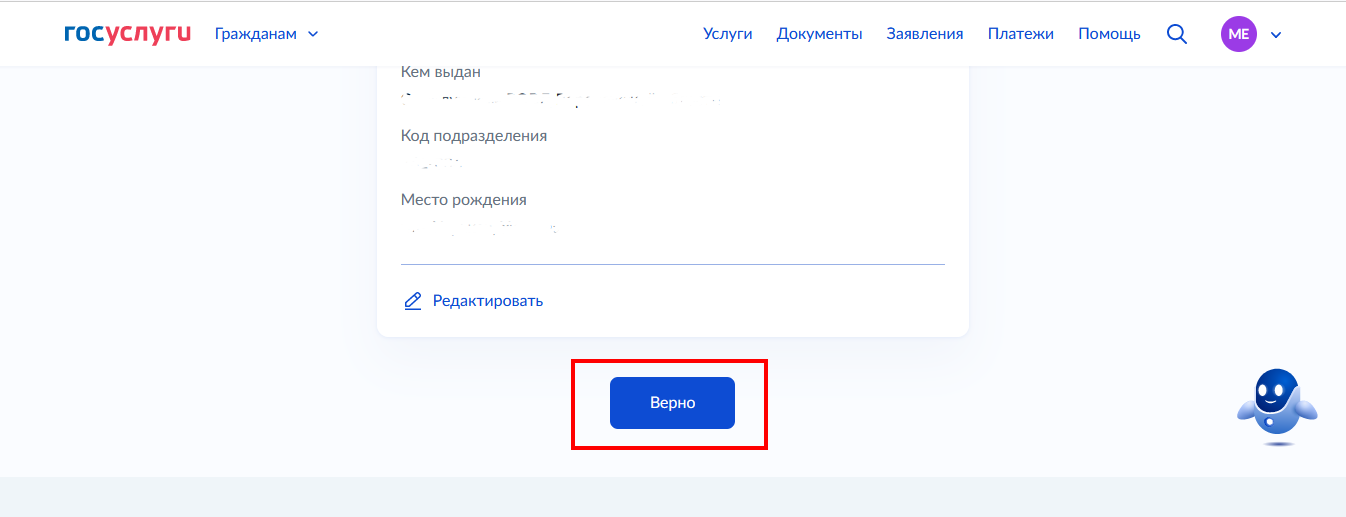 госуслуги Гражданам Услуги Документы Заявления Платежи Помощь ME
Кем выдан
Код подразделения
Место рождения
Редактировать
Верно